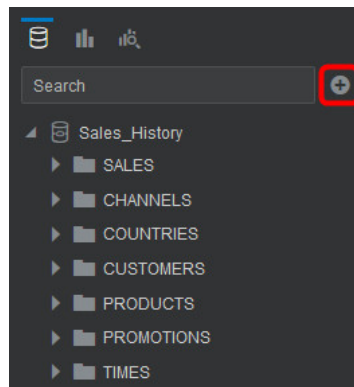 Search
Sales_History
SALES
CHANNELS
COUNTRIES
CUSTOMERS
PRODUCTS
PROMOTIONS
TIMES